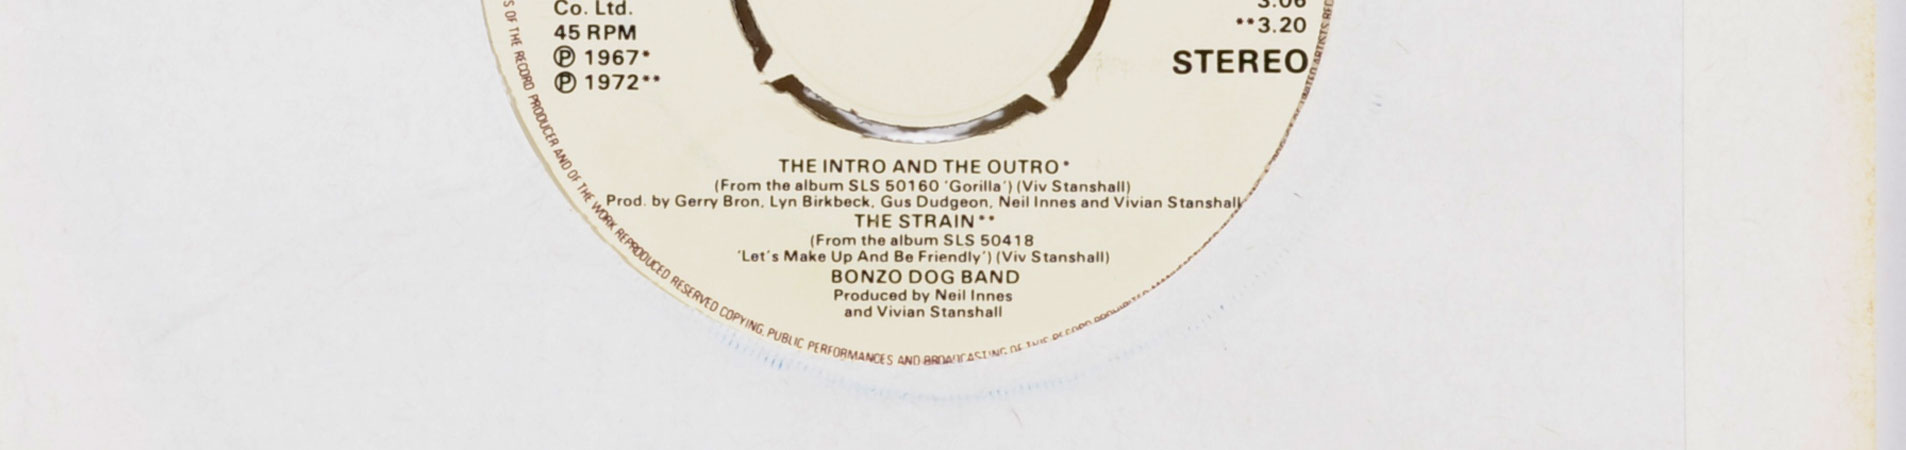 Co. Ltd.
45 RPM
Ⓟ 1967*
Ⓟ 1972**
3.06
**3.20
STEREO
THE INTRO AND THE OUTRO*
(From the album SLS 50160 'Gorilla') (Viv Stanshall)
Prod. by Gerry Bron, Lyn Birkbeck, Gus Dudgeon, Neil Innes and Vivian Stanshall
THE STRAIN**
(From the album SLS 50418
'Let's Make Up And Be Friendly') (Viv Stanshall)
BONZO DOG BAND
Produced by Neil Innes
and Vivian Stanshall
S OF THE RECORD PRODUCER AND OF THE WORK REPRODUCED RESERVED COPYING, PUBLIC PERFORMANCES AND BROADCASTING OF THIS RECORD PROHIBITED